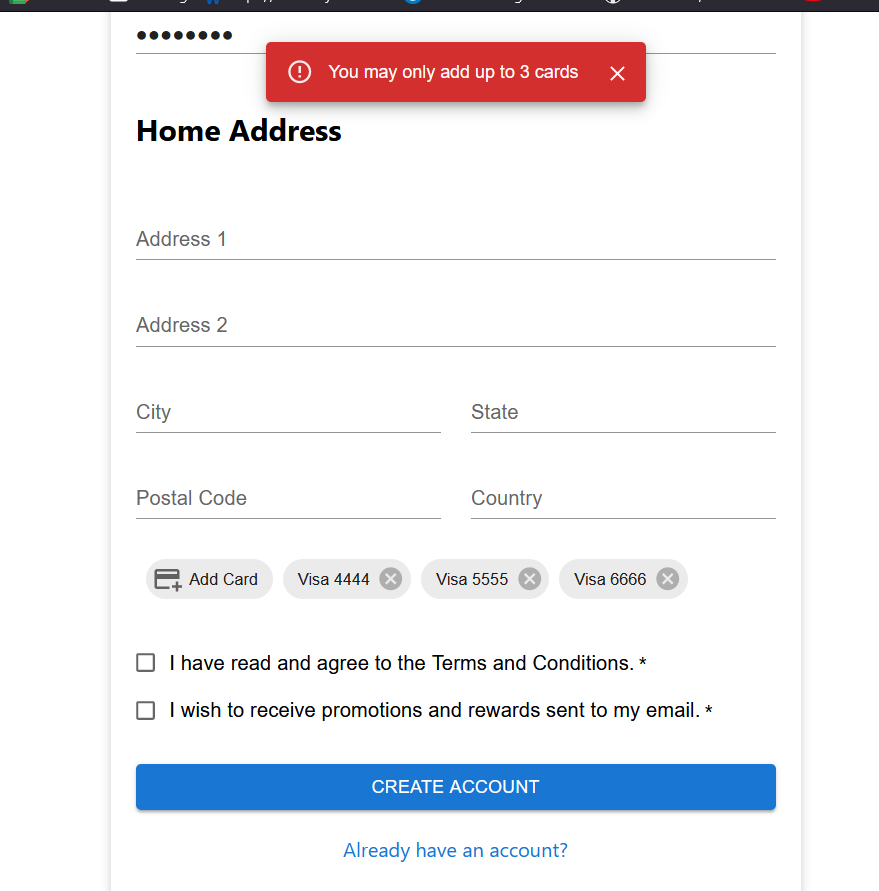 ••••••••
You may only add up to 3 cards
Home Address
Address 1
Address 2
City State
Postal Code Country
Add Card Visa 4444 Visa 5555 Visa 6666
I have read and agree to the Terms and Conditions. *
I wish to receive promotions and rewards sent to my email. *
CREATE ACCOUNT
Already have an account?